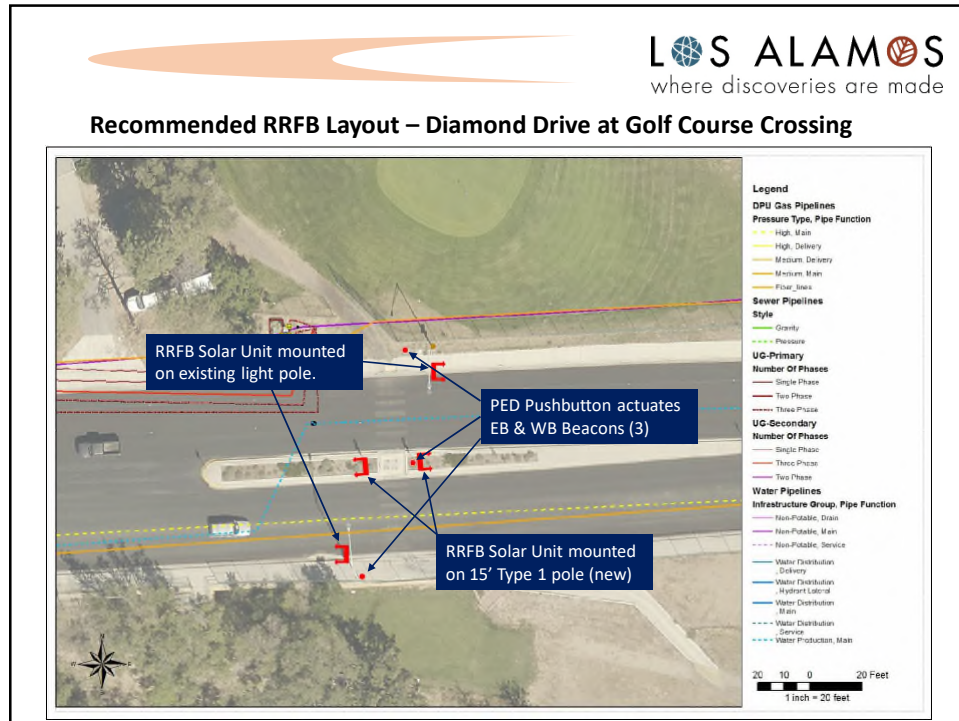 LOS ALAMOS
where discoveries are made
Recommended RRFB Layout – Diamond Drive at Golf Course Crossing
RRFB Solar Unit mounted
on existing light pole.
PED Pushbutton actuates
EB & WB Beacons (3)
RRFB Solar Unit mounted
on 15’ Type 1 pole (new)
Legend
DPU Gas Pipelines
Pressure Type, Pipe Function
High, Main
High, Delivery
Medium, Delivery
Medium, Main
Fiber_lines
Sewer Pipelines
Style
Gravity
Pressure
UG-Primary
Number Of Phases
Single Phase
Two Phase
Three Phase
UG-Secondary
Number Of Phases
Single Phase
Three Phase
Two Phase
Water Pipelines
Infrastructure Group, Pipe Function
Non-Potable, Drain
Non-Potable, Main
Non-Potable, Service
Water Distribution
, Delivery
Water Distribution
, Hydrant Lateral
Water Distribution
, Main
Water Distribution
, Service
Water Production, Main
N
W E
S
20 10 0 20 Feet
1 inch = 20 feet